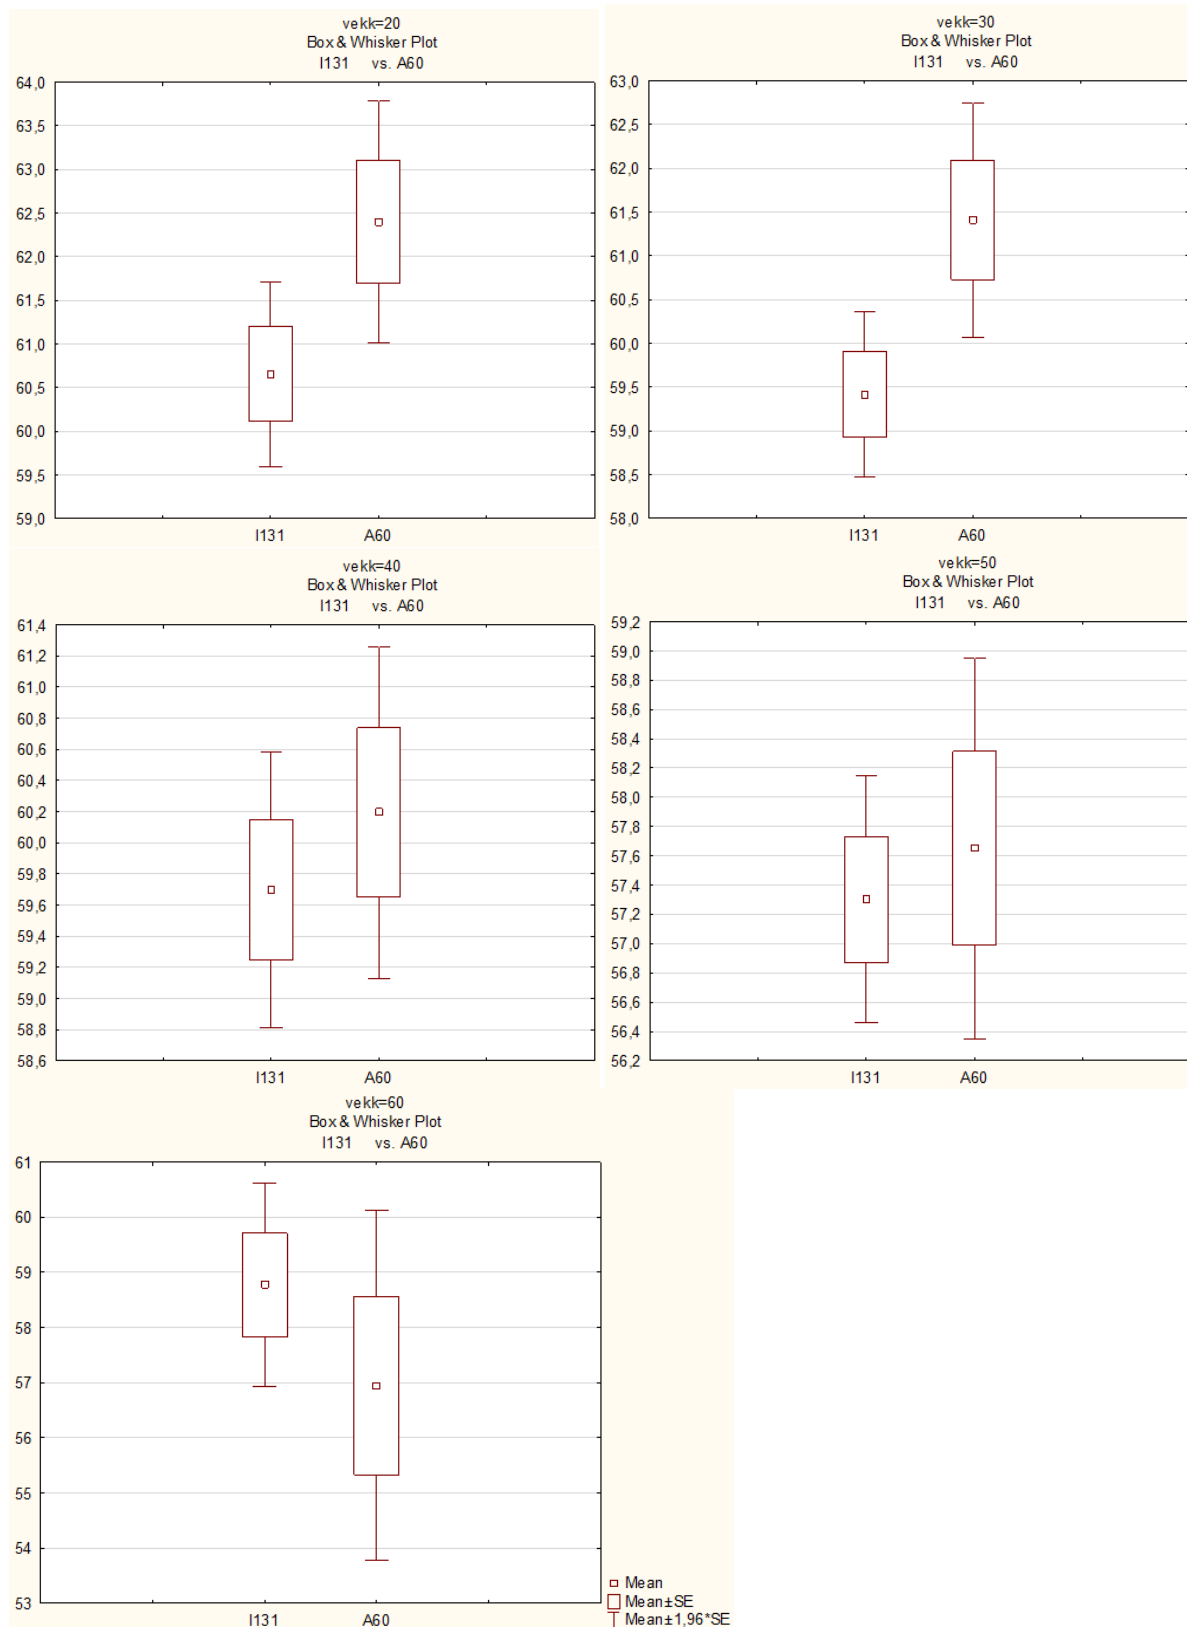 vekk=20
Box & Whisker Plot
I131 vs. A60
64,0
63,5
63,0
62,5
62,0
61,5
61,0
60,5
60,0
59,5
59,0
I131 A60
vekk=30
Box & Whisker Plot
I131 vs. A60
63,0
62,5
62,0
61,5
61,0
60,5
60,0
59,5
59,0
58,5
58,0
I131 A60
vekk=40
Box & Whisker Plot
I131 vs. A60
61,4
61,2
61,0
60,8
60,6
60,4
60,2
60,0
59,8
59,6
59,4
59,2
59,0
58,8
58,6
I131 A60
vekk=50
Box & Whisker Plot
I131 vs. A60
59,2
59,0
58,8
58,6
58,4
58,2
58,0
57,8
57,6
57,4
57,2
57,0
56,8
56,6
56,4
56,2
I131 A60
vekk=60
Box & Whisker Plot
I131 vs. A60
61
60
59
58
57
56
55
54
53
I131 A60
Mean
Mean±SE
Mean±1,96*SE